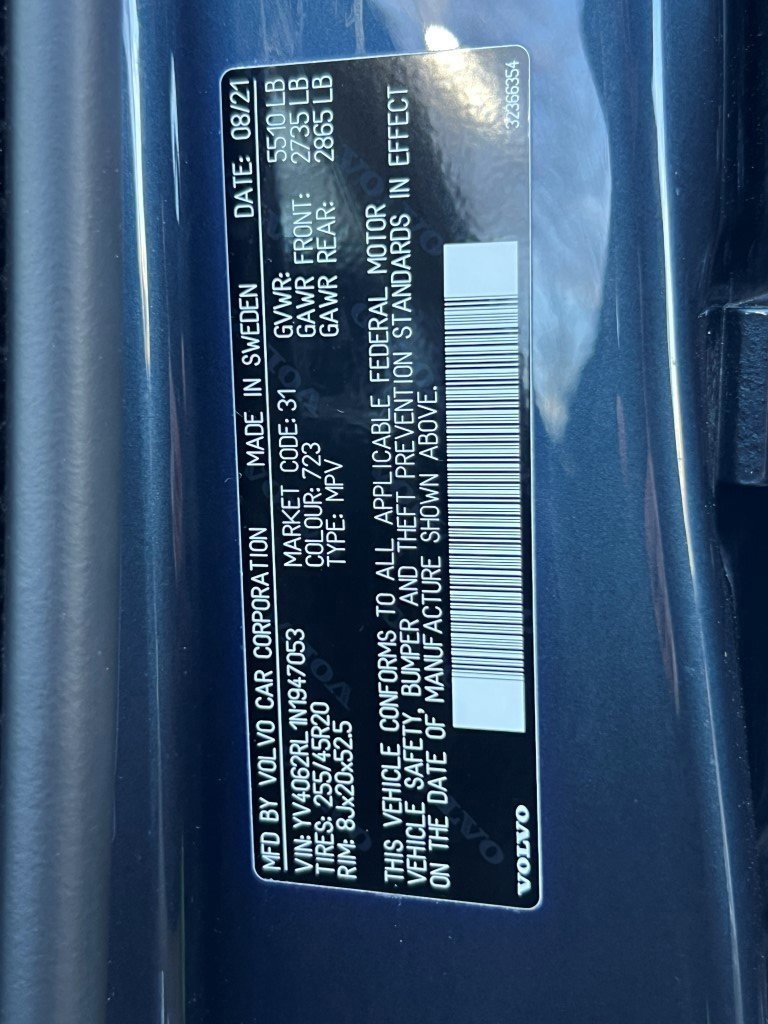 MFD BY VOLVO CAR CORPORATION MADE IN SWEDEN DATE: 08/21
VIN: YV4062RL1N1947053 MARKET CODE: 31 GVWR: 5510 LB
TIRES: 255/45R20 COLOUR: 723 GAWR FRONT: 2735 LB
RIM: 8Jx20x52.5 TYPE: MPV GAWR REAR: 2865 LB
THIS VEHICLE CONFORMS TO ALL APPLICABLE FEDERAL MOTOR
VEHICLE SAFETY, BUMPER AND THEFT PREVENTION STANDARDS IN EFFECT
ON THE DATE OF MANUFACTURE SHOWN ABOVE.
VOLVO 32366354